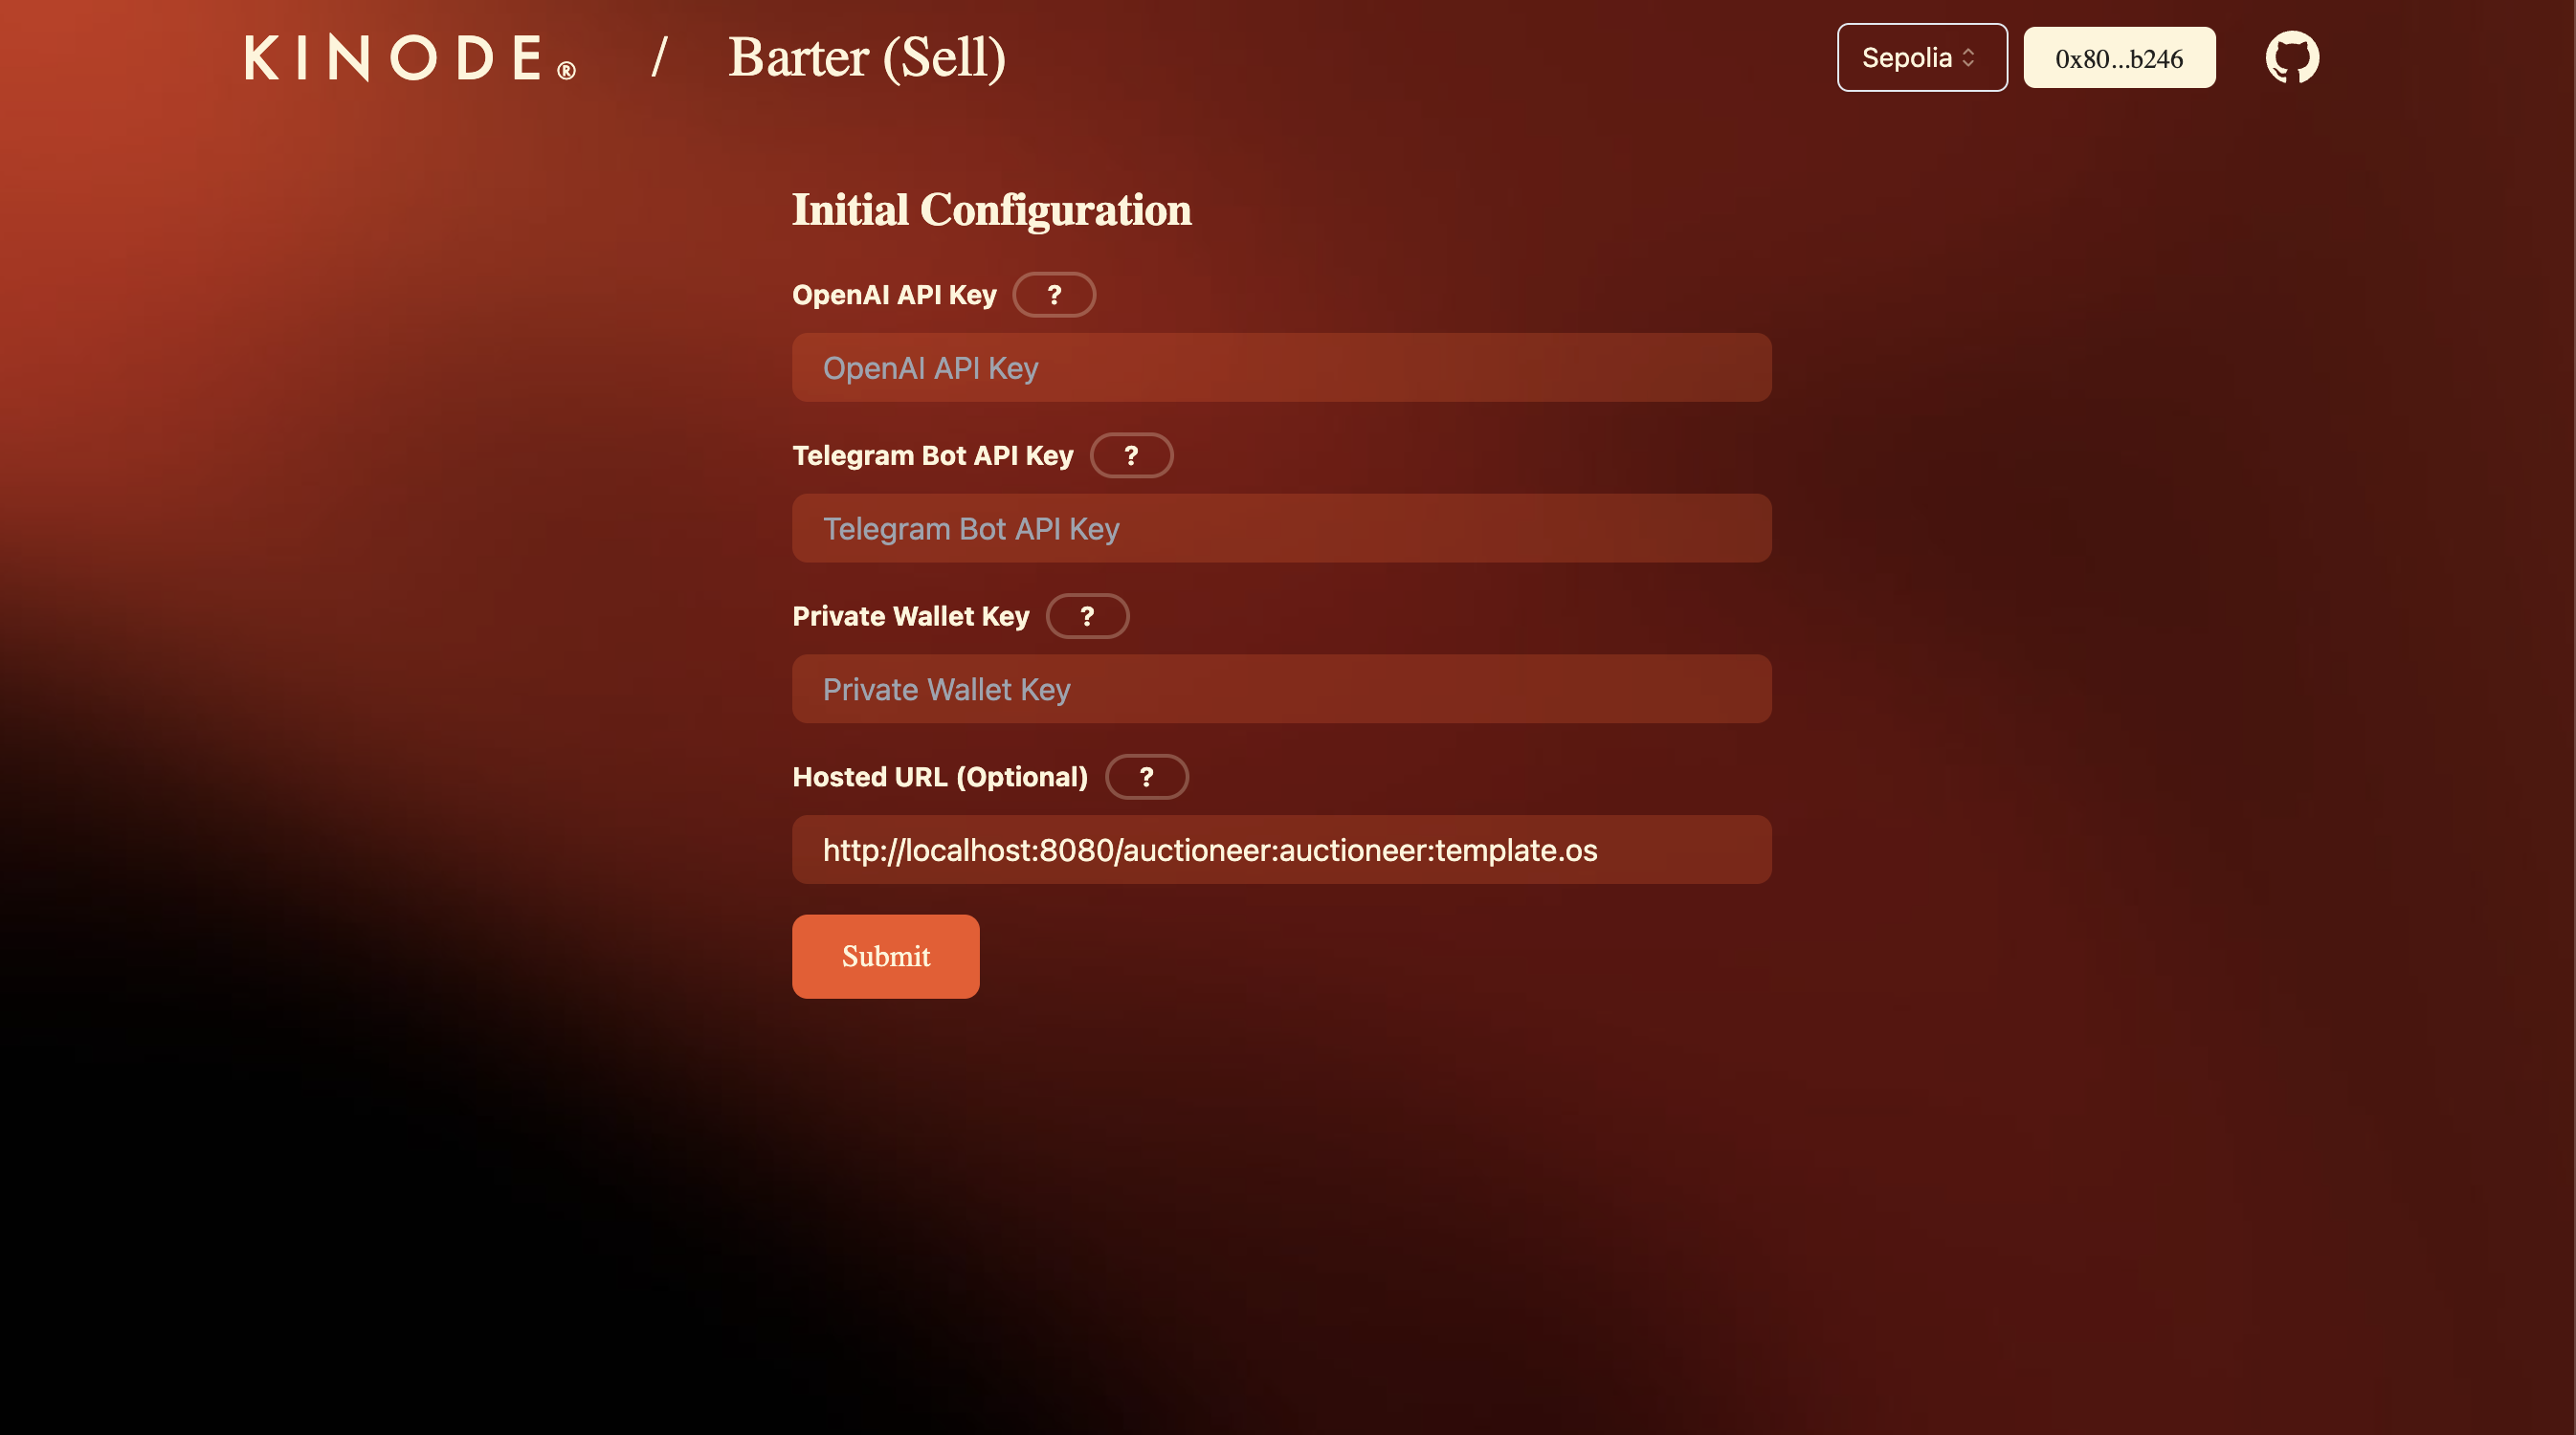 KINODE® / Barter (Sell) Sepolia 0x80...b246
Initial Configuration
OpenAI API Key ?
OpenAI API Key
Telegram Bot API Key ?
Telegram Bot API Key
Private Wallet Key ?
Private Wallet Key
Hosted URL (Optional) ?
http://localhost:8080/auctioneer:auctioneer:template.os
Submit